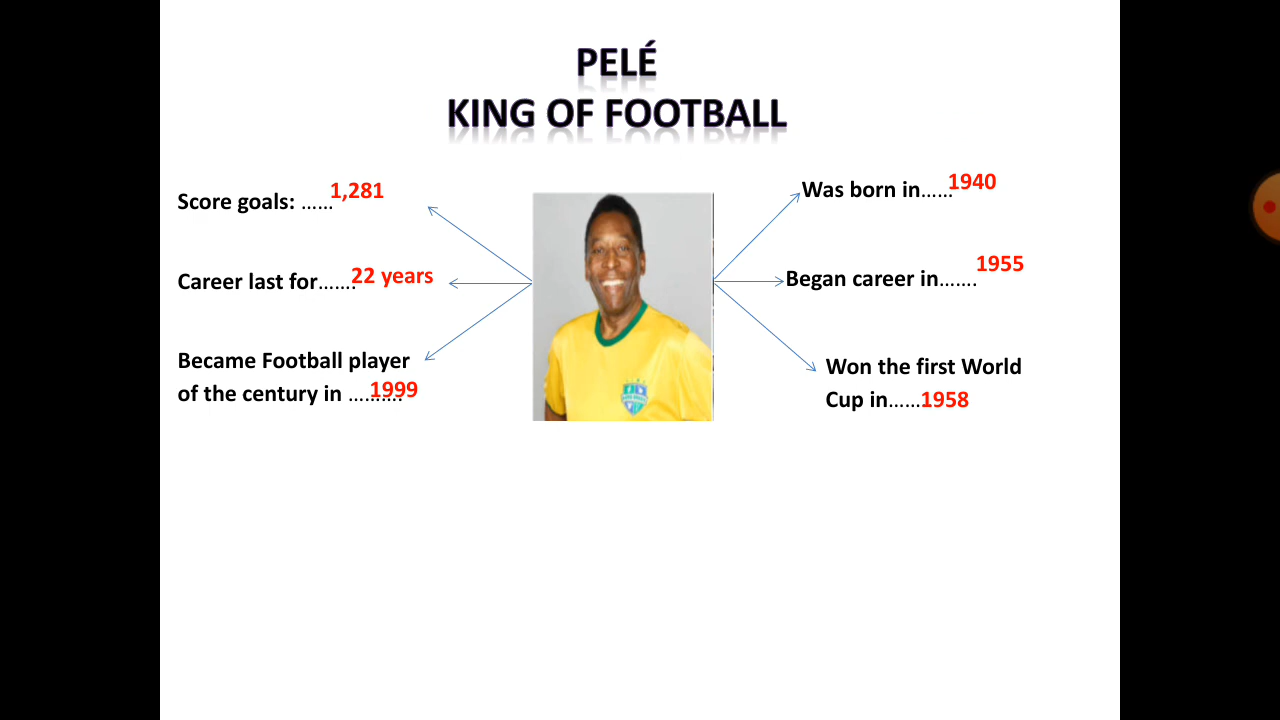 PELÉ
KING OF FOOTBALL
Score goals: ......1,281
Career last for.......22 years
Became Football player
of the century in ..........1999
Was born in......1940
Began career in.......1955
Won the first World
Cup in......1958